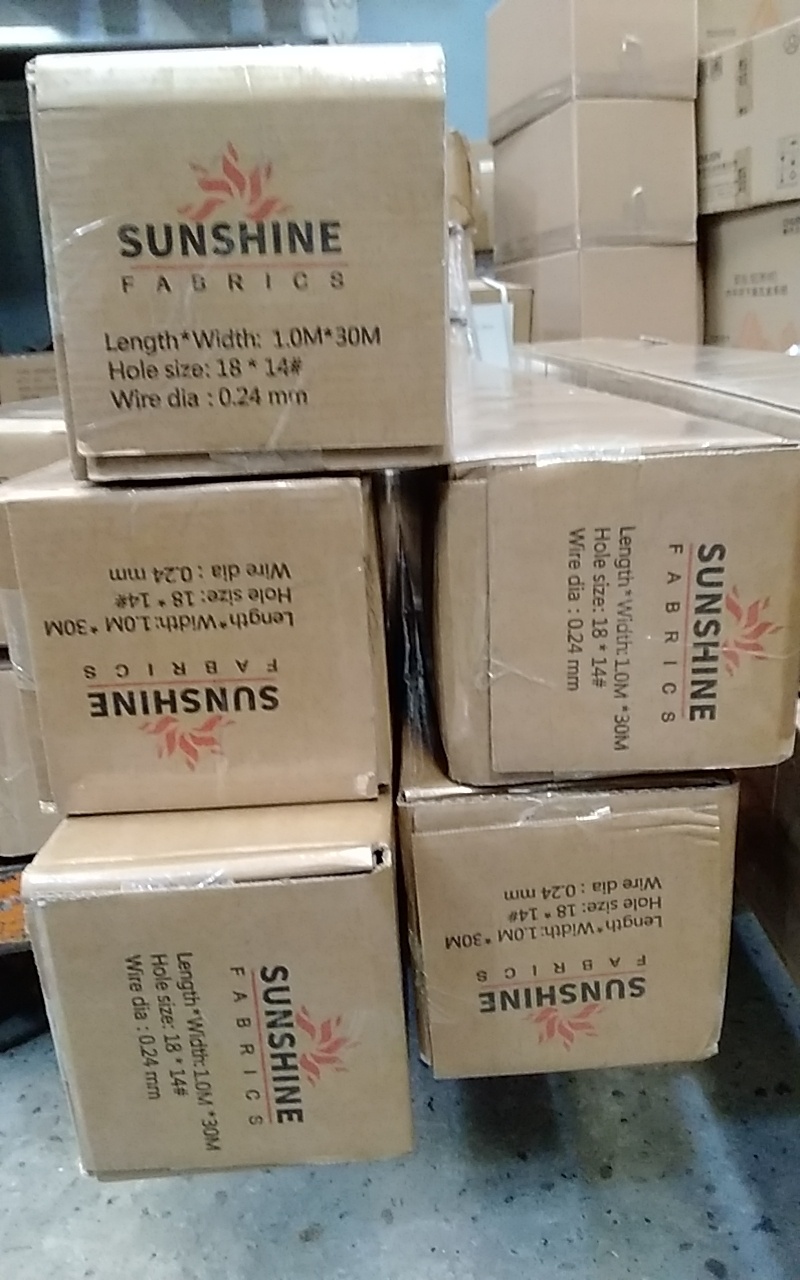 SUNSHINE
FABRICS
Length*Width: 1.0M*30M
Hole size: 18 * 14#
Wire dia : 0.24 mm
SUNSHINE
FABRICS
Length*Width:1.0M *30M
Hole size: 18 * 14#
Wire dia : 0.24 mm
SUNSHINE
FABRICS
Length*Width:1.0M *30M
Hole size: 18 * 14#
Wire dia : 0.24 mm
SUNSHINE
FABRICS
Length*Width:1.0M *30M
Hole size: 18 * 14#
Wire dia : 0.24 mm
SUNSHINE
FABRICS
Length*Width:1.0M *30M
Hole size: 18 * 14#
Wire dia : 0.24 mm